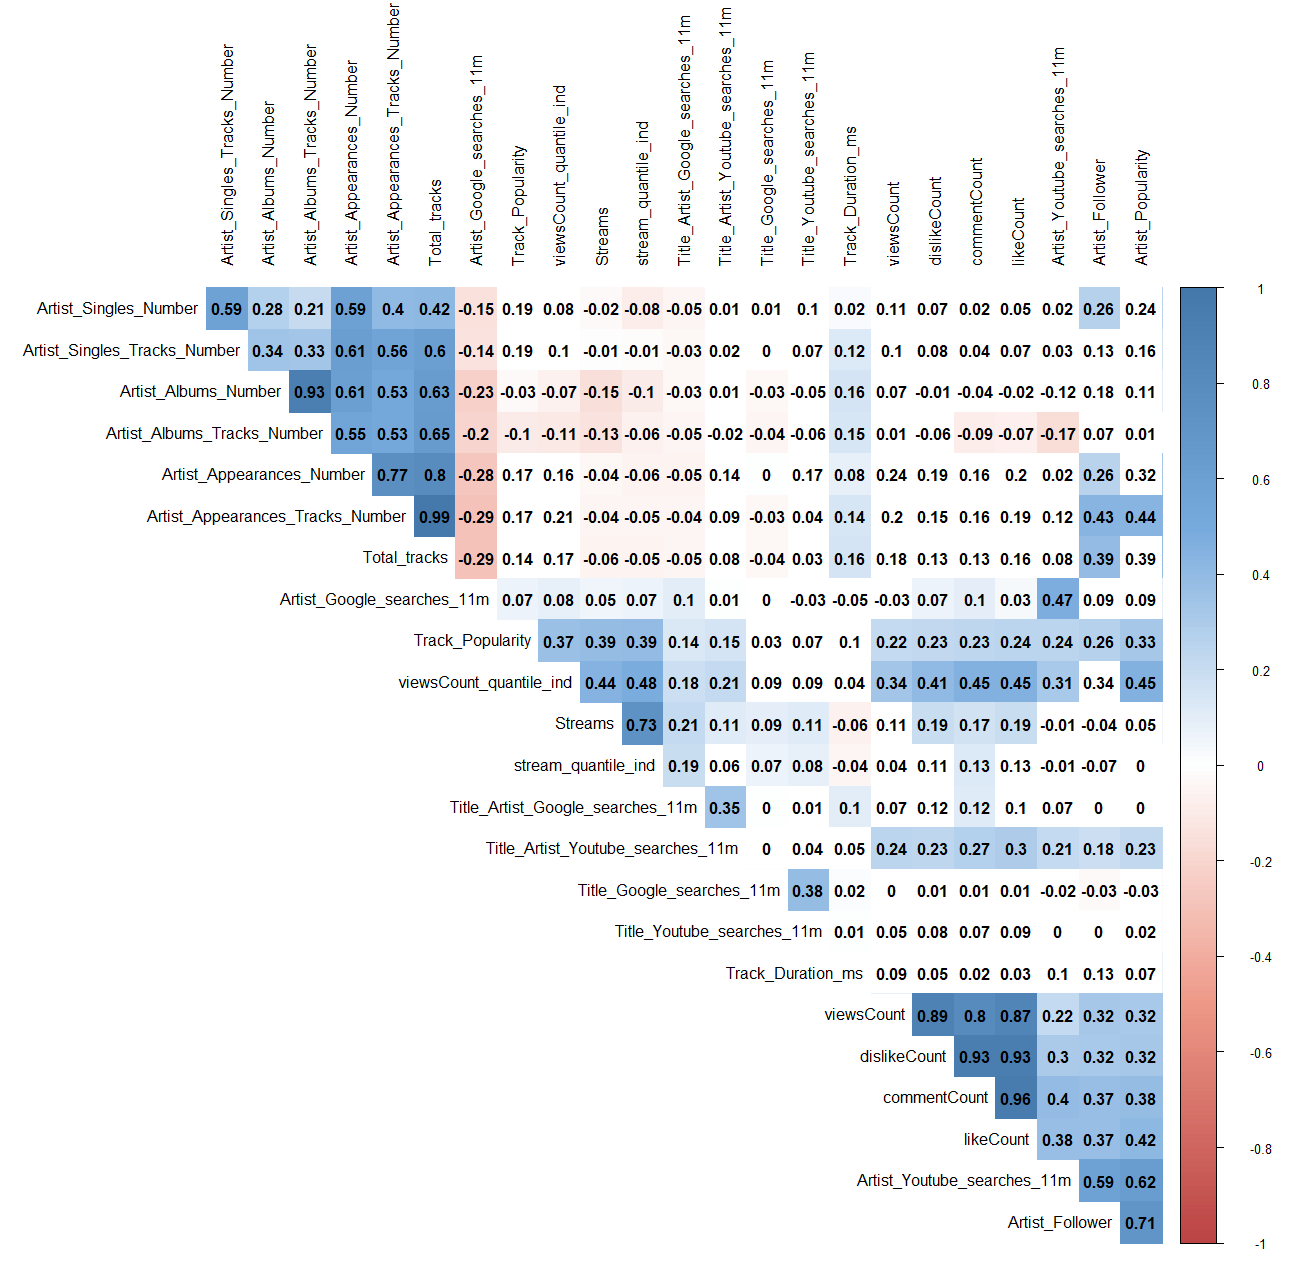 Artist_Singles_Tracks_Number
Artist_Albums_Number
Artist_Albums_Tracks_Number
Artist_Appearances_Number
Artist_Appearances_Tracks_Number
Total_tracks
Artist_Google_searches_11m
Track_Popularity
viewsCount_quantile_ind
Streams
stream_quantile_ind
Title_Artist_Google_searches_11m
Title_Artist_Youtube_searches_11m
Title_Google_searches_11m
Title_Youtube_searches_11m
Track_Duration_ms
viewsCount
dislikeCount
commentCount
likeCount
Artist_Youtube_searches_11m
Artist_Follower
Artist_Popularity
Artist_Singles_Number 0.59 0.28 0.21 0.59 0.4 0.42 -0.15 0.19 0.08 -0.02 -0.08 -0.05 0.01 0.01 0.1 0.02 0.11 0.07 0.02 0.05 0.02 0.26 0.24
Artist_Singles_Tracks_Number 0.34 0.33 0.61 0.56 0.6 -0.14 0.19 0.1 -0.01 -0.01 -0.03 0.02 0 0.07 0.12 0.1 0.08 0.04 0.07 0.03 0.13 0.16
Artist_Albums_Number 0.93 0.61 0.53 0.63 -0.23 -0.03 -0.07 -0.15 -0.1 -0.03 0.01 -0.03 -0.05 0.16 0.07 -0.01 -0.04 -0.02 -0.12 0.18 0.11
Artist_Albums_Tracks_Number 0.55 0.53 0.65 -0.2 -0.1 -0.11 -0.13 -0.06 -0.05 -0.02 -0.04 -0.06 0.15 0.01 -0.06 -0.09 -0.07 -0.17 0.07 0.01
Artist_Appearances_Number 0.77 0.8 -0.28 0.17 0.16 -0.04 -0.06 -0.05 0.14 0 0.17 0.08 0.24 0.19 0.16 0.2 0.02 0.26 0.32
Artist_Appearances_Tracks_Number 0.99 -0.29 0.17 0.21 -0.04 -0.05 -0.04 0.09 -0.03 0.04 0.14 0.2 0.15 0.16 0.19 0.12 0.43 0.44
Total_tracks -0.29 0.14 0.17 -0.06 -0.05 -0.05 0.08 -0.04 0.03 0.16 0.18 0.13 0.13 0.16 0.08 0.39 0.39
Artist_Google_searches_11m 0.07 0.08 0.05 0.07 0.1 0.01 0 -0.03 -0.05 -0.03 0.07 0.1 0.03 0.47 0.09 0.09
Track_Popularity 0.37 0.39 0.39 0.14 0.15 0.03 0.07 0.1 0.22 0.23 0.23 0.24 0.24 0.26 0.33
viewsCount_quantile_ind 0.44 0.48 0.18 0.21 0.09 0.09 0.04 0.34 0.41 0.45 0.45 0.31 0.34 0.45
Streams 0.73 0.21 0.11 0.09 0.11 -0.06 0.11 0.19 0.17 0.19 -0.01 -0.04 0.05
stream_quantile_ind 0.19 0.06 0.07 0.08 -0.04 0.04 0.11 0.13 0.13 -0.01 -0.07 0
Title_Artist_Google_searches_11m 0.35 0 0.01 0.1 0.07 0.12 0.12 0.1 0.07 0 0
Title_Artist_Youtube_searches_11m 0 0.04 0.05 0.24 0.23 0.27 0.3 0.21 0.18 0.23
Title_Google_searches_11m 0.38 0.02 0 0.01 0.01 0.01 -0.02 -0.03 -0.03
Title_Youtube_searches_11m 0.01 0.05 0.08 0.07 0.09 0 0 0.02
Track_Duration_ms 0.09 0.05 0.02 0.03 0.1 0.13 0.07
viewsCount 0.89 0.8 0.87 0.22 0.32 0.32
dislikeCount 0.93 0.93 0.3 0.32 0.32
commentCount 0.96 0.4 0.37 0.38
likeCount 0.38 0.37 0.42
Artist_Youtube_searches_11m 0.59 0.62
Artist_Follower 0.71
1
0.8
0.6
0.4
0.2
0
-0.2
-0.4
-0.6
-0.8
-1